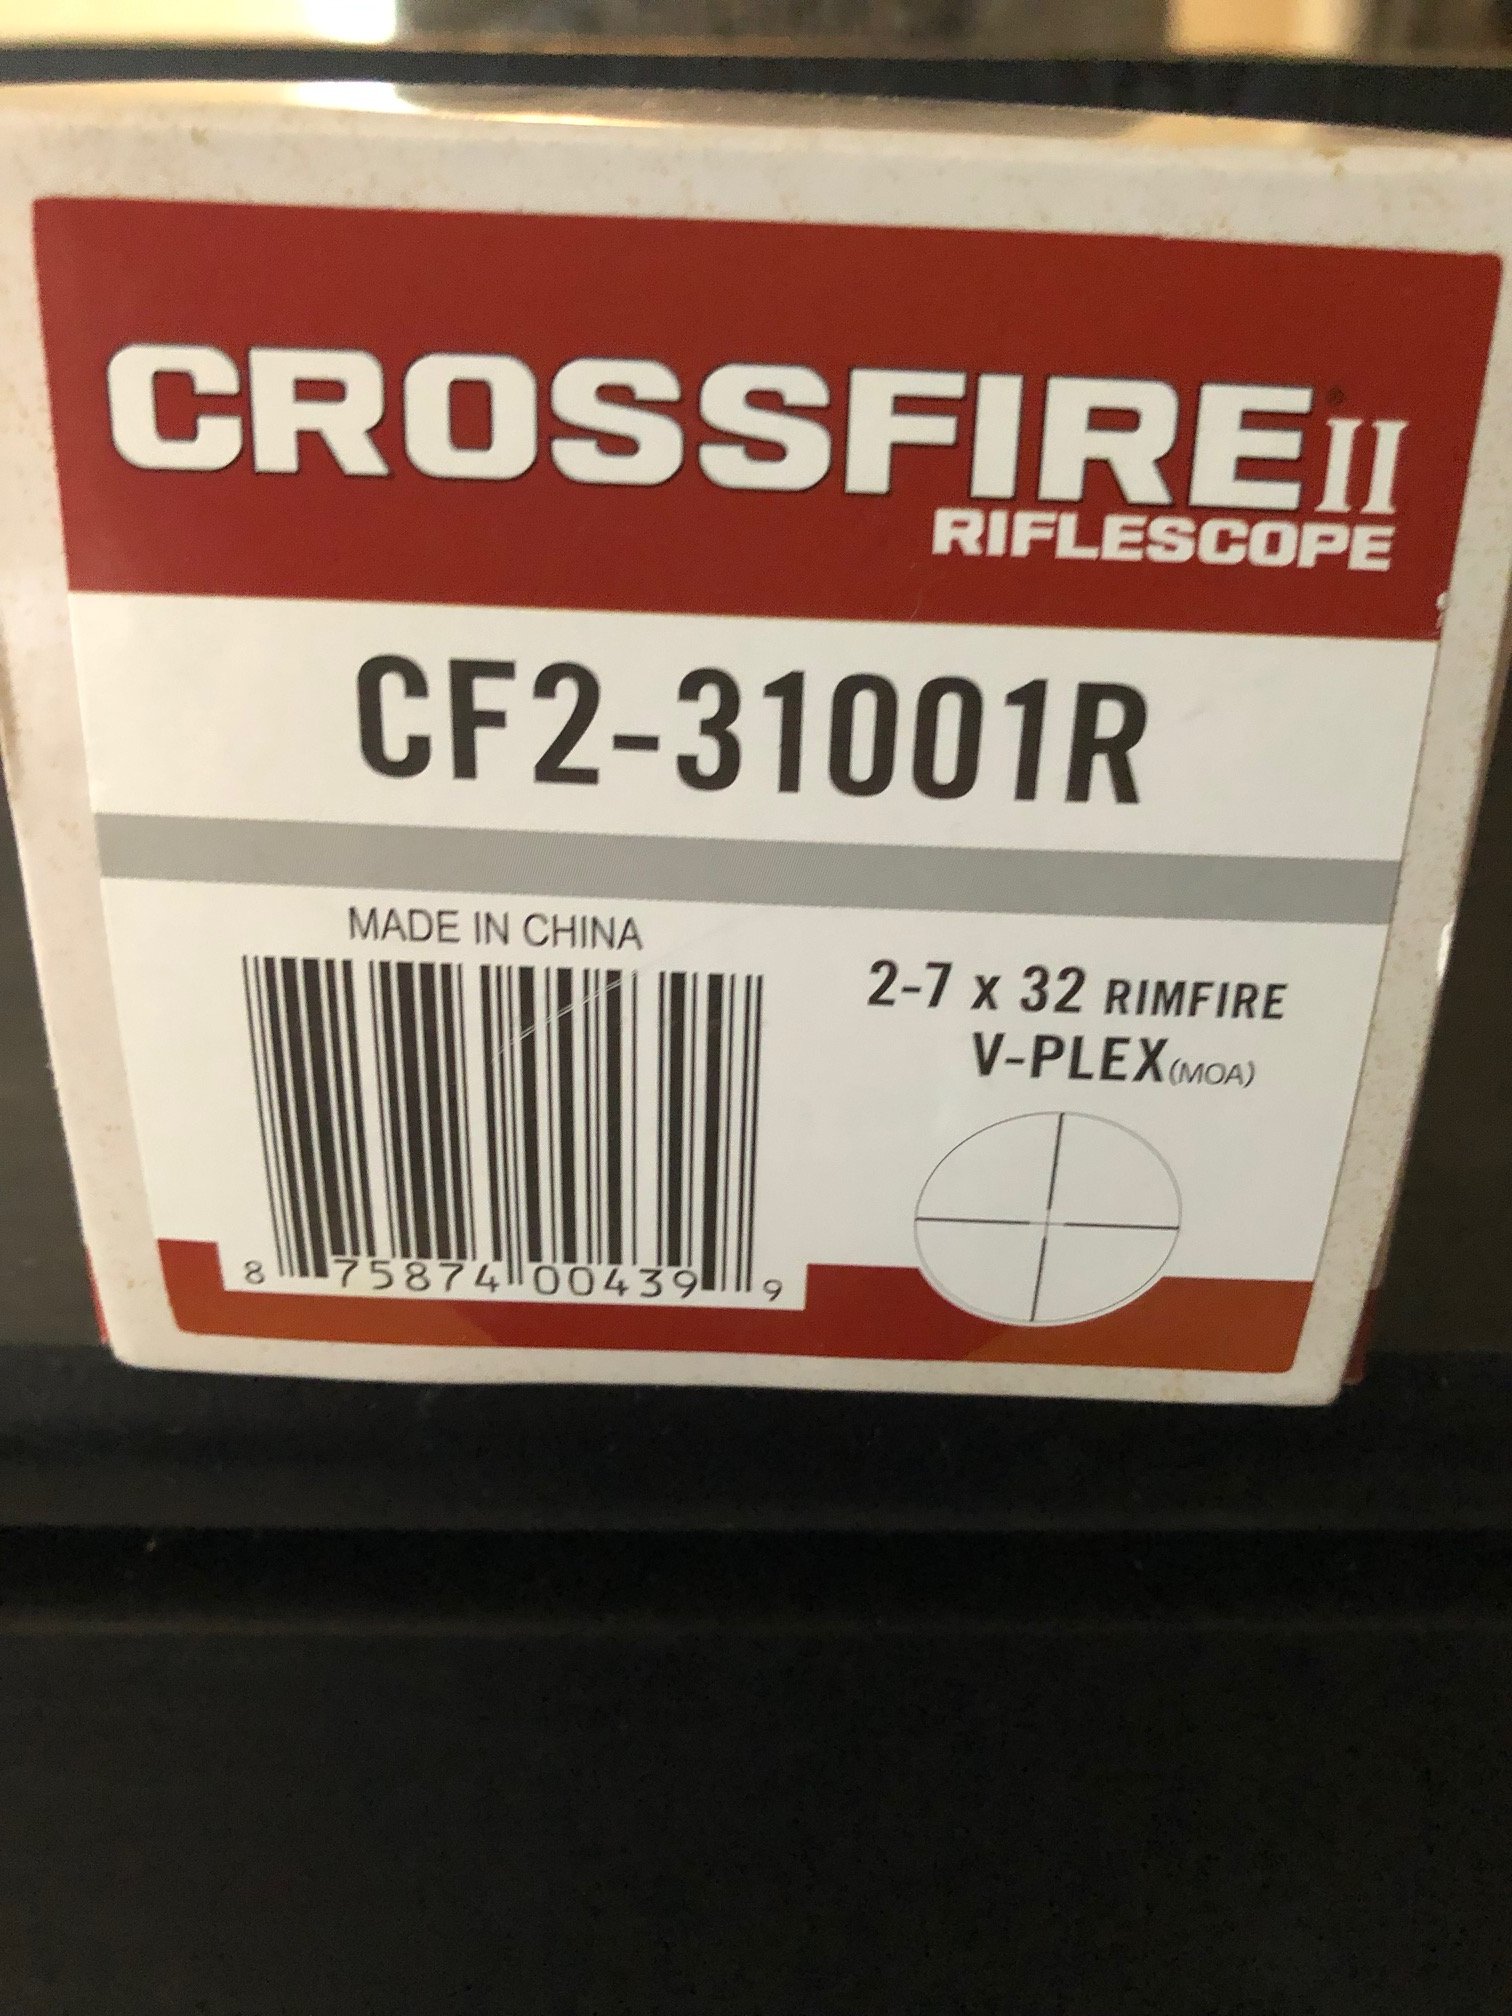 CROSSFIRE® II
RIFLESCOPE
CF2-31001R
MADE IN CHINA
2-7 x 32 RIMFIRE
V-PLEX(MOA)
8 75874 00439 9